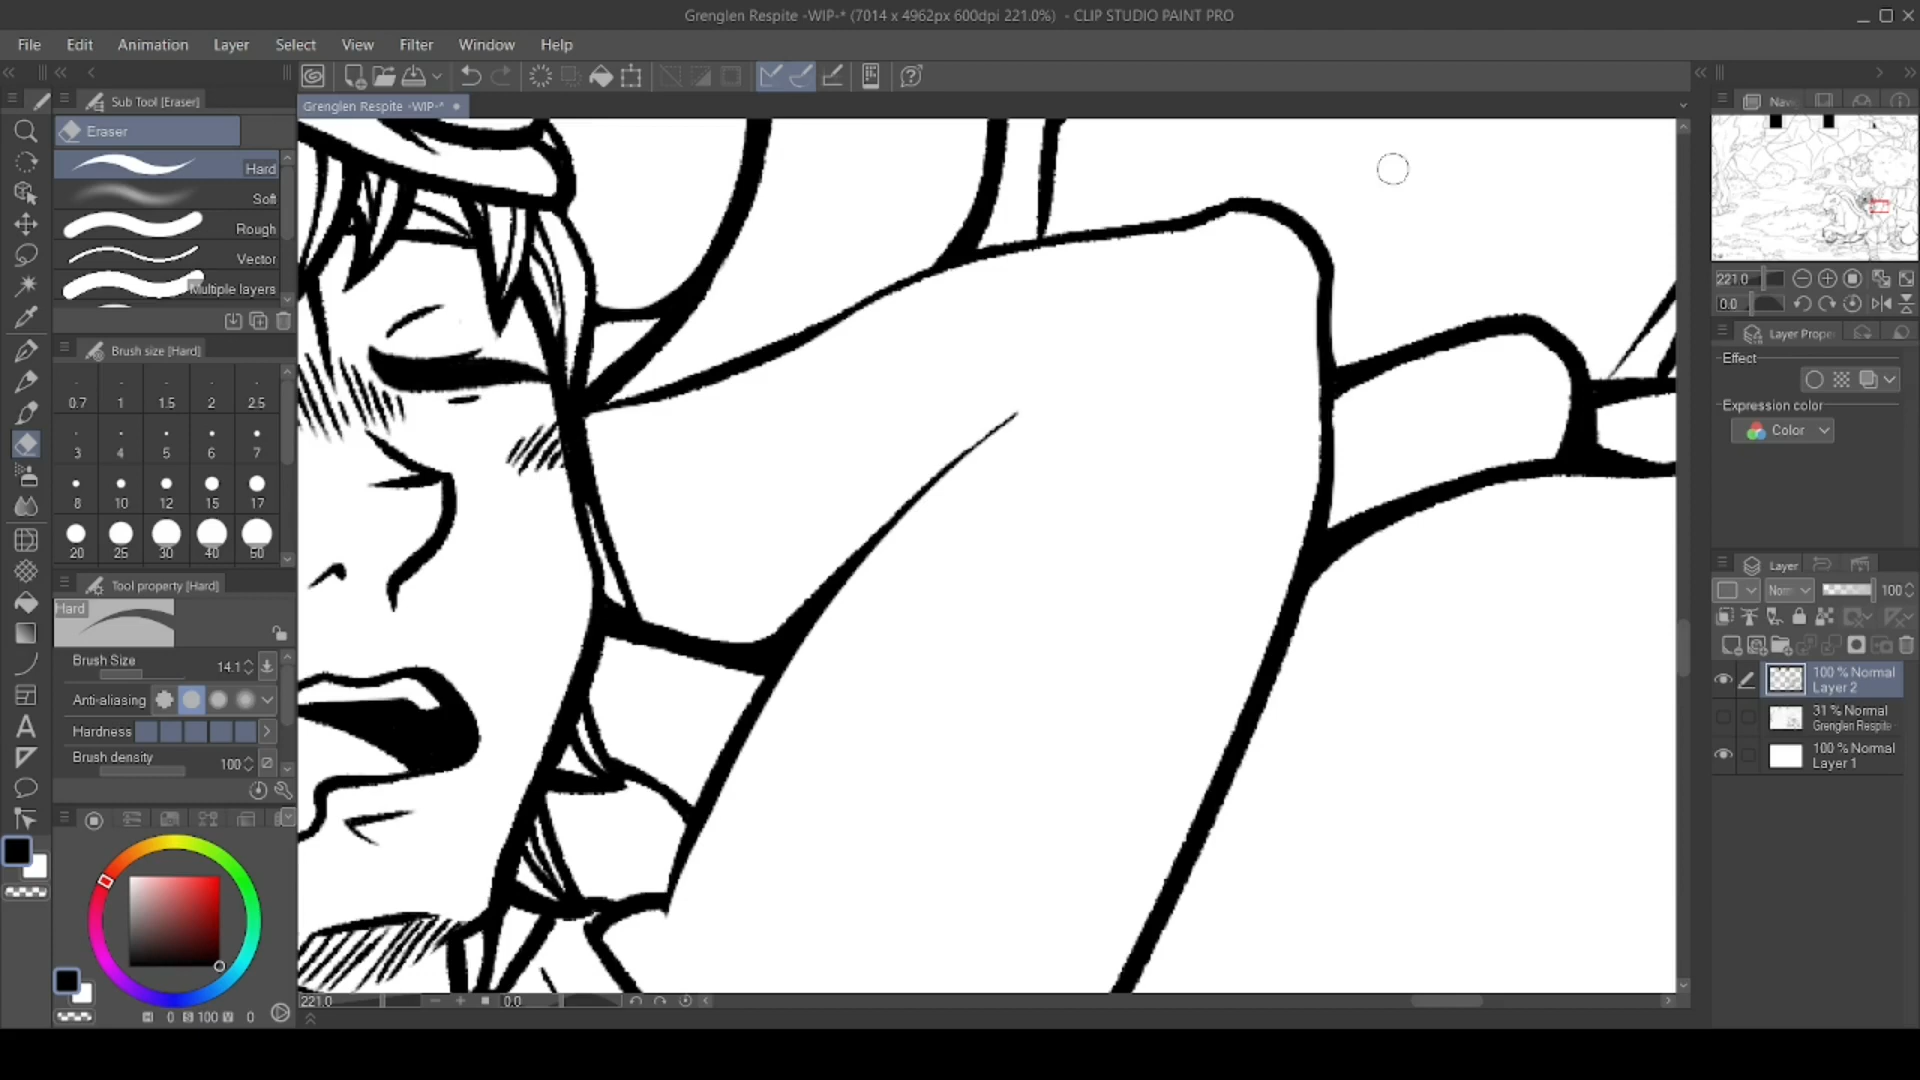 Grenglen Respite -WIP-* (7014 x 4962px 600dpi 221.0%) - CLIP STUDIO PAINT PRO
File Edit Animation Layer Select View Filter Window Help
Sub Tool [Eraser]
Grenglen Respite -WIP-*
Eraser
Hard
Soft
Rough
Vector
Multiple layers
Brush size [Hard]
0.7 1 1.5 2 2.5
3 4 5 6 7
8 10 12 15 17
20 25 30 40 50
Tool property [Hard]
Hard
Brush Size 14.1
Anti-aliasing
Hardness
Brush density 100
H 0 S 100 V 0
221.0 0.0
Nav
221.0
0.0
Layer Prope
Effect
Expression color
Color
Layer
Norm 100
100 % Normal
Layer 2
31 % Normal
Grenglen Respite
100 % Normal
Layer 1